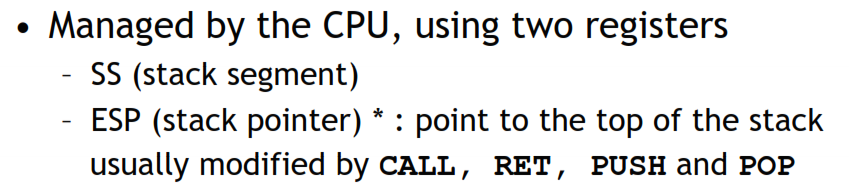 • Managed by the CPU, using two registers
- SS (stack segment)
- ESP (stack pointer) * : point to the top of the stack
usually modified by CALL, RET, PUSH and POP